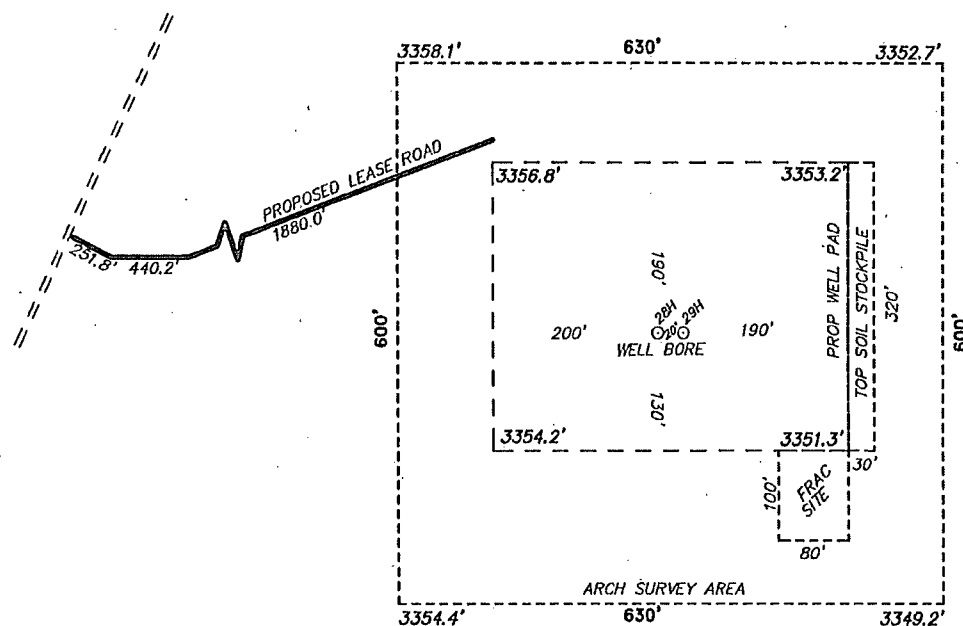 3358.1'
630'
3352.7'
PROPOSED LEASE ROAD
1880.0'
251.8'
440.2'
3356.8'
3353.2'
190'
28H
29H
20'
200'
190'
WELL BORE
130'
PROP WELL PAD
TOP SOIL STOCKPILE
320'
600'
600'
3354.2'
3351.3'
30'
100'
FRAC
SITE
80'
ARCH SURVEY AREA
3354.4'
630'
3349.2'